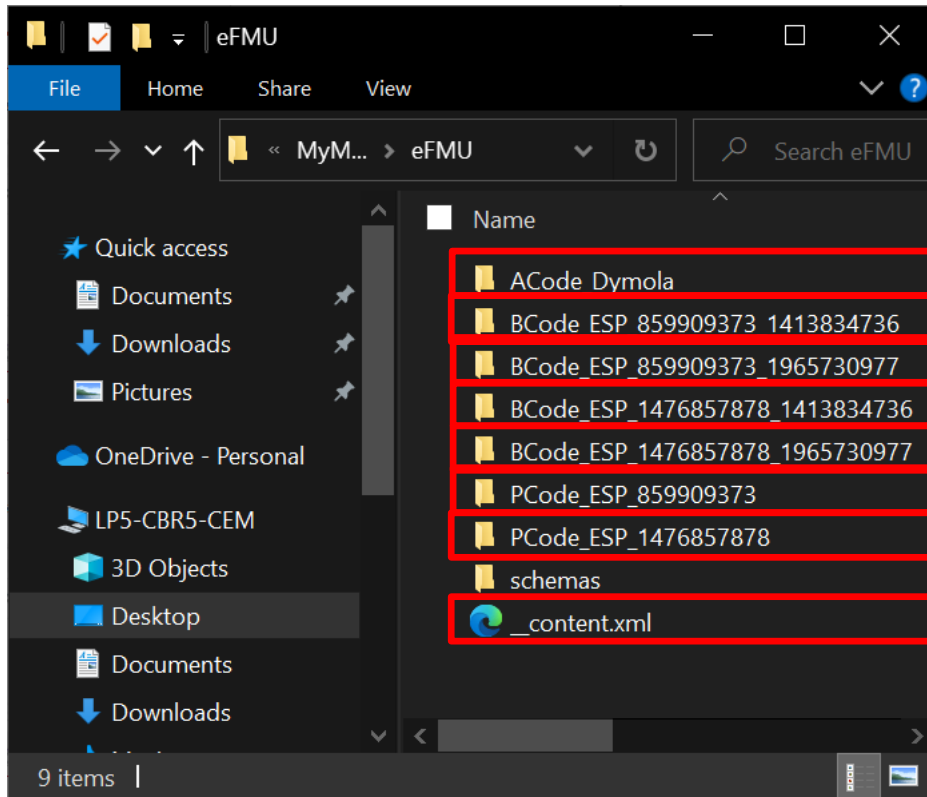 eFMU
File Home Share View
« MyM... > eFMU Search eFMU
Name
Quick access
Documents
Downloads
Pictures
OneDrive - Personal
LP5-CBR5-CEM
3D Objects
Desktop
Documents
Downloads
ACode_Dymola
BCode_ESP_859909373_1413834736
BCode_ESP_859909373_1965730977
BCode_ESP_1476857878_1413834736
BCode_ESP_1476857878_1965730977
PCode_ESP_859909373
PCode_ESP_1476857878
schemas
__content.xml
9 items